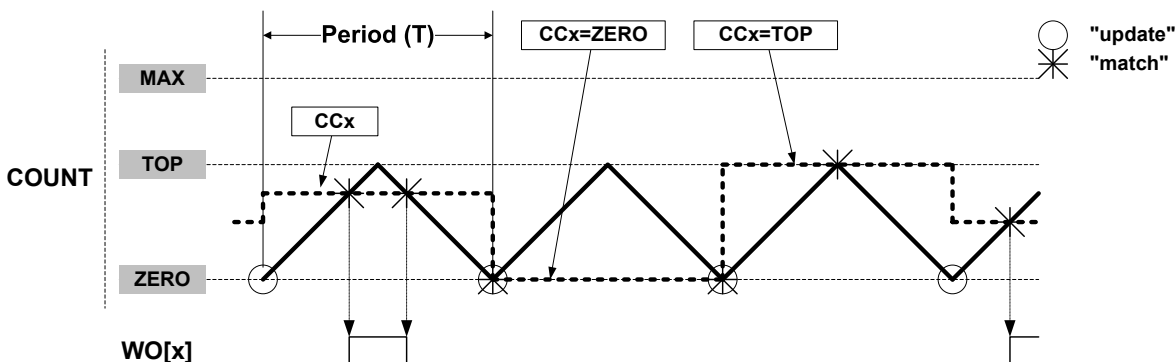 Period (T)
CCx=ZERO
CCx=TOP
"update"
"match"
MAX
CCx
TOP
COUNT
ZERO
WO[x]